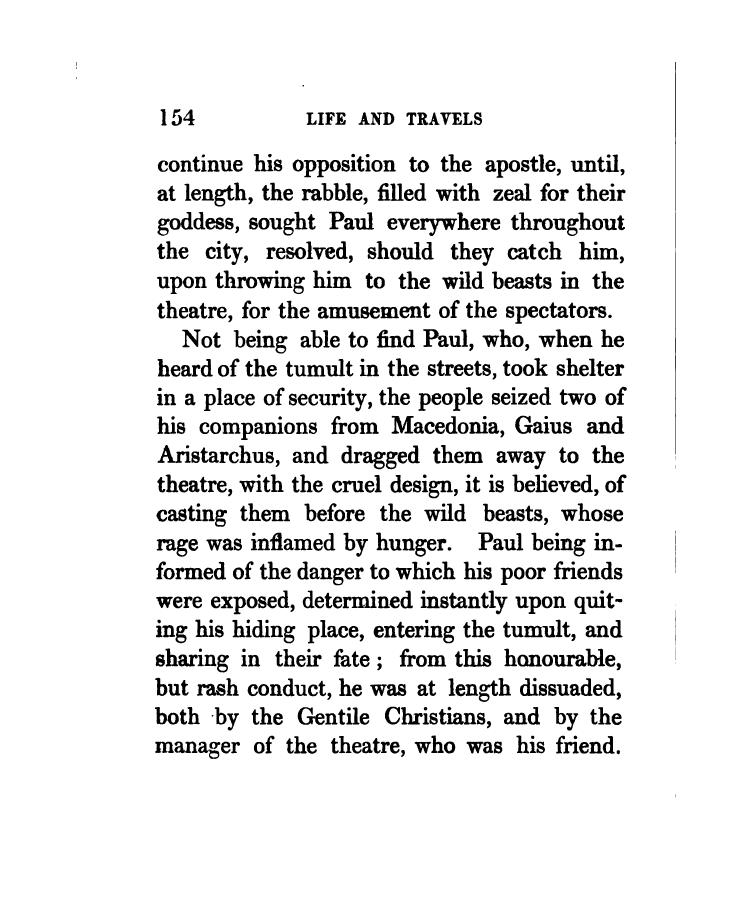 154 LIFE AND TRAVELS
continue his opposition to the apostle, until,
at length, the rabble, filled with zeal for their
goddess, sought Paul everywhere throughout
the city, resolved, should they catch him,
upon throwing him to the wild beasts in the
theatre, for the amusement of the spectators.
Not being able to find Paul, who, when he
heard of the tumult in the streets, took shelter
in a place of security, the people seized two of
his companions from Macedonia, Gaius and
Aristarchus, and dragged them away to the
theatre, with the cruel design, it is believed, of
casting them before the wild beasts, whose
rage was inflamed by hunger. Paul being in-
formed of the danger to which his poor friends
were exposed, determined instantly upon quit-
ing his hiding place, entering the tumult, and
sharing in their fate ; from this honourable,
but rash conduct, he was at length dissuaded,
both by the Gentile Christians, and by the
manager of the theatre, who was his friend.